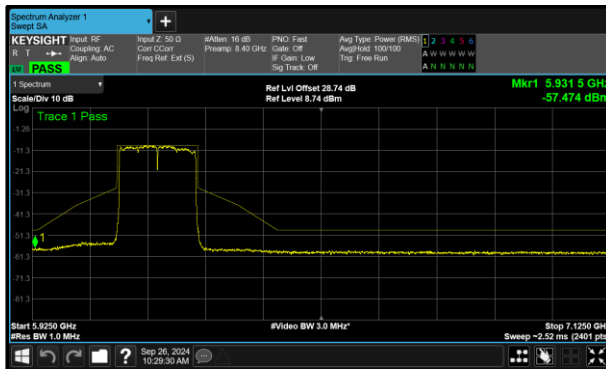 Spectrum Analyzer 1
Swept SA
+
KEYSIGHT
R T
LXI
PASS
Input: RF
Coupling: AC
Align: Auto
Input Z: 50 Ω
Corr CCorr
Freq Ref: Ext (S)
#Atten: 16 dB
Preamp: 8.40 GHz
PNO: Fast
Gate: Off
IF Gain: Low
Sig Track: Off
Avg Type: Power (RMS)
Avg|Hold: 100/100
Trig: Free Run
1 2 3 4 5 6
A W W W W W
A N N N N N
1 Spectrum
Scale/Div 10 dB
Ref Lvl Offset 28.74 dB
Ref Level 8.74 dBm
Mkr1 5.931 5 GHz
-57.474 dBm
Log
Trace 1 Pass
-1.26
-11.3
-21.3
-31.3
-41.3
-51.3
-61.3
-71.3
-81.3
1
Start 5.9250 GHz
#Video BW 3.0 MHz*
Stop 7.1250 GHz
#Res BW 1.0 MHz
Sweep ~2.52 ms (2401 pts)
?
Sep 26, 2024
10:29:30 AM